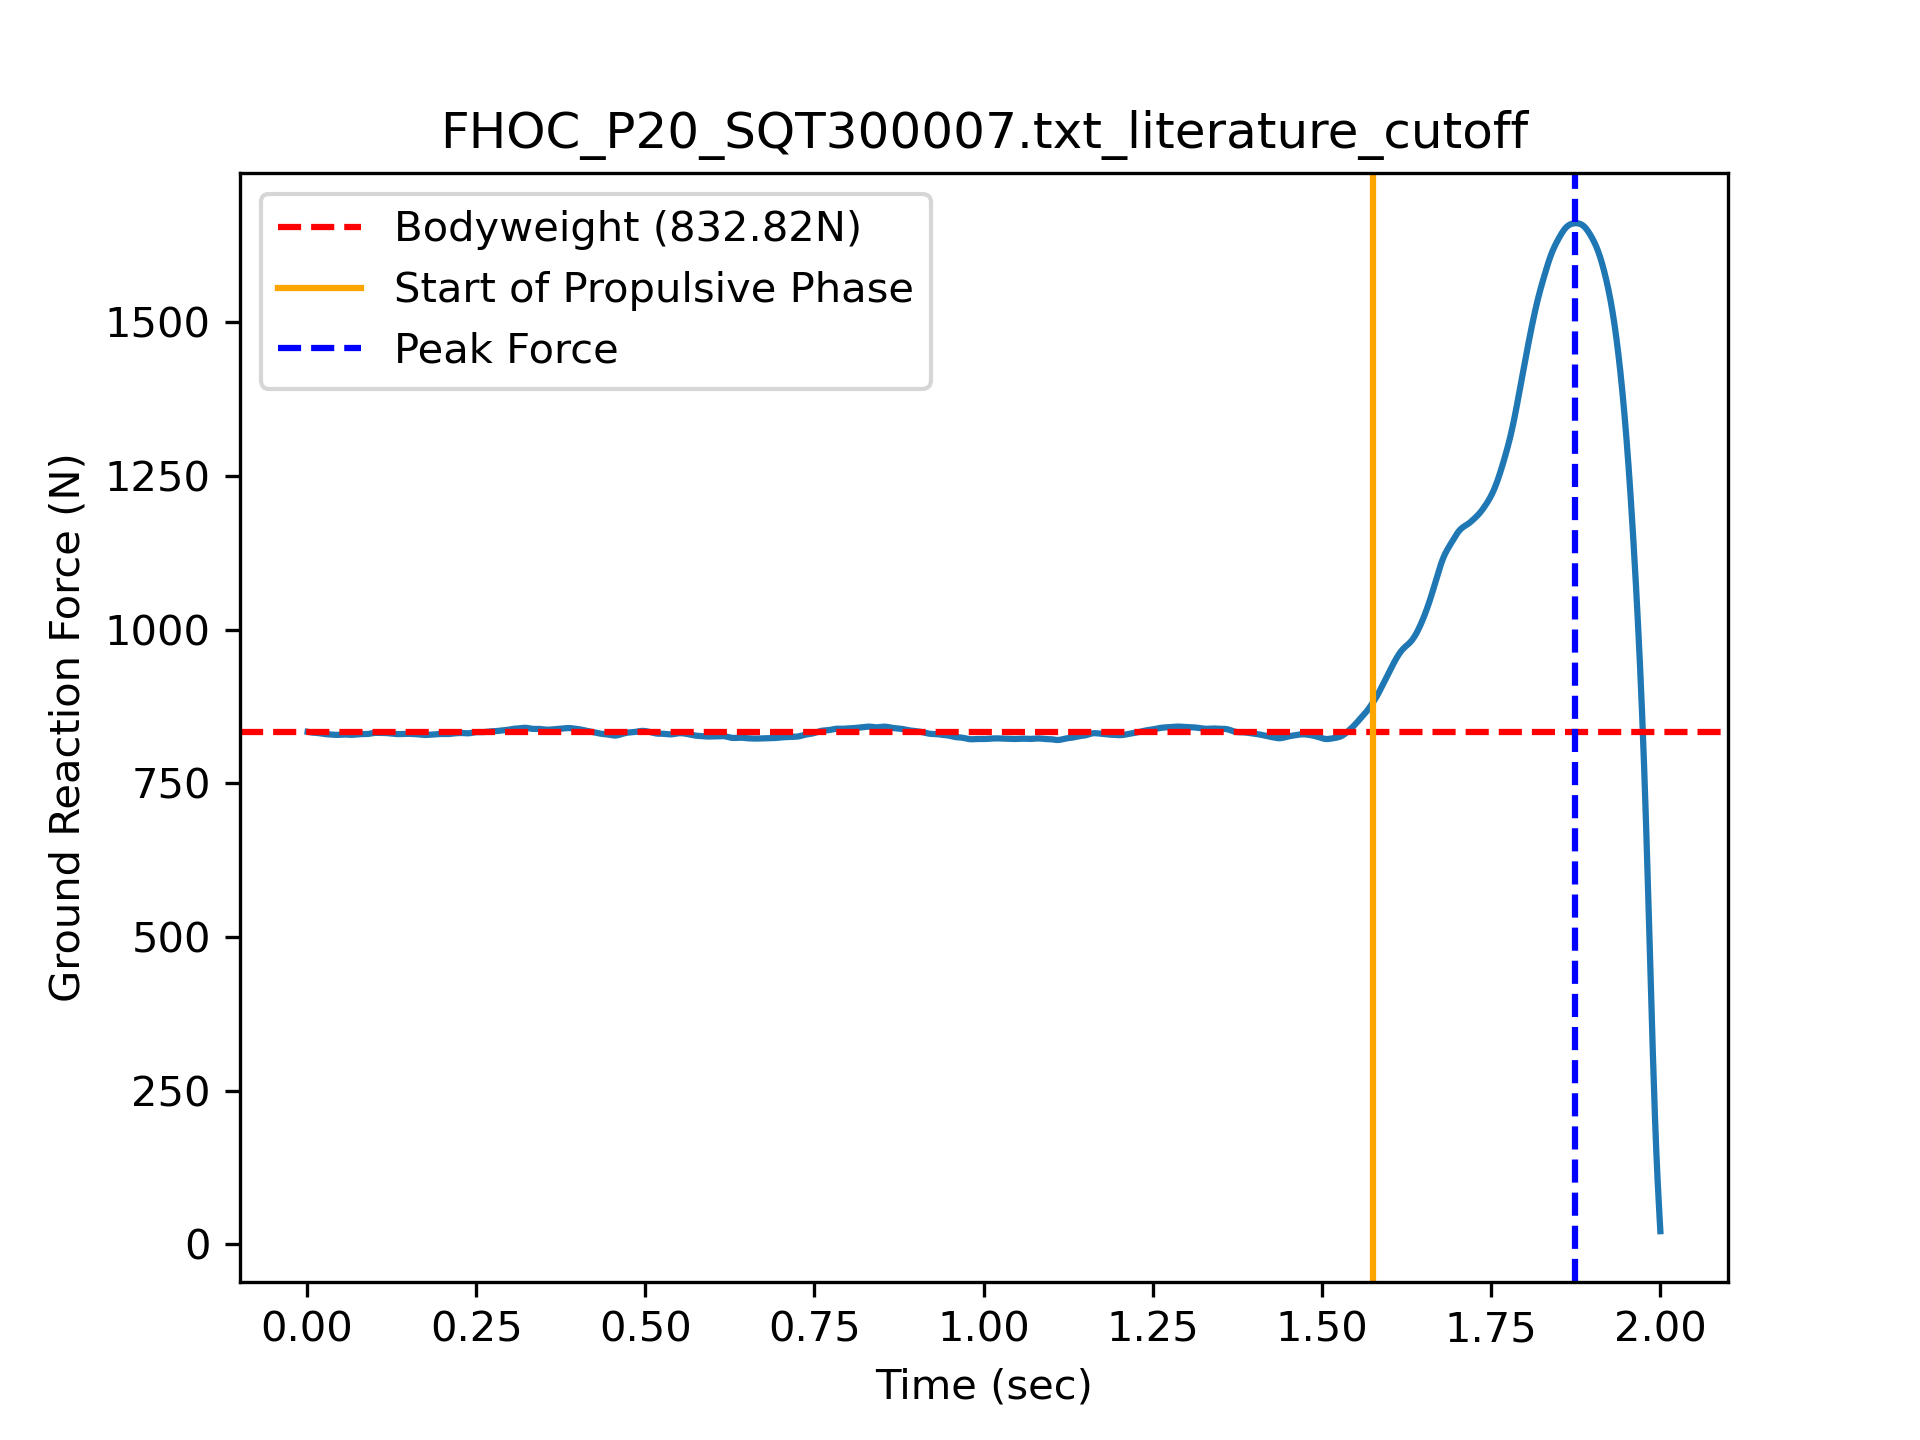 FHOC_P20_SQT300007.txt_literature_cutoff
Bodyweight (832.82N)
Start of Propulsive Phase
Peak Force
Ground Reaction Force (N)
1500
1250
1000
750
500
250
0
0.00 0.25 0.50 0.75 1.00 1.25 1.50 1.75 2.00
Time (sec)